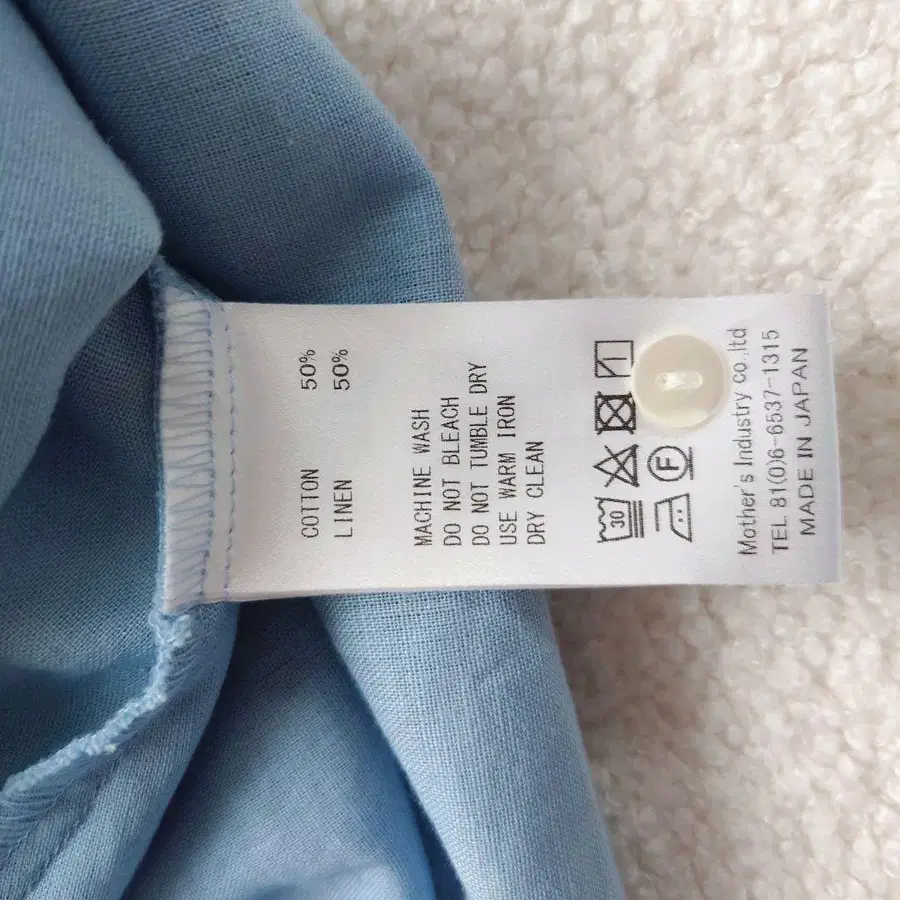 COTTON 50%
LINEN 50%
MACHINE WASH
DO NOT BLEACH
DO NOT TUMBLE DRY
USE WARM IRON
DRY CLEAN
30
F
Mother's Industry co.,ltd
TEL 81(0)6-6537-1315
MADE IN JAPAN